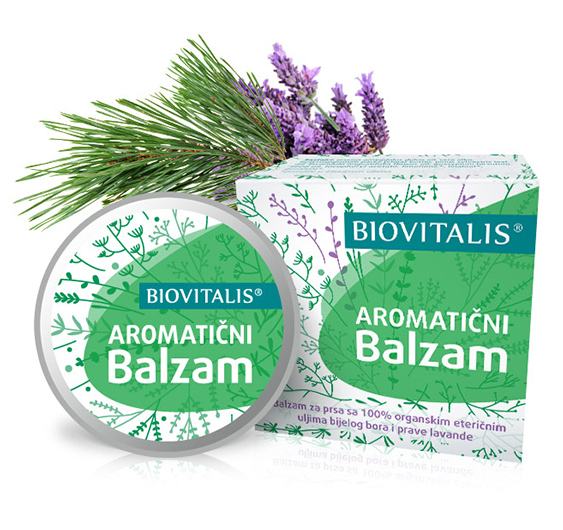 BIOVITALIS®
AROMATIČNI
Balzam
BIOVITALIS®
AROMATIČNI
Balzam
Balzam za prsa sa 100% organskim eteričnim
uljima bijelog bora i prave lavande